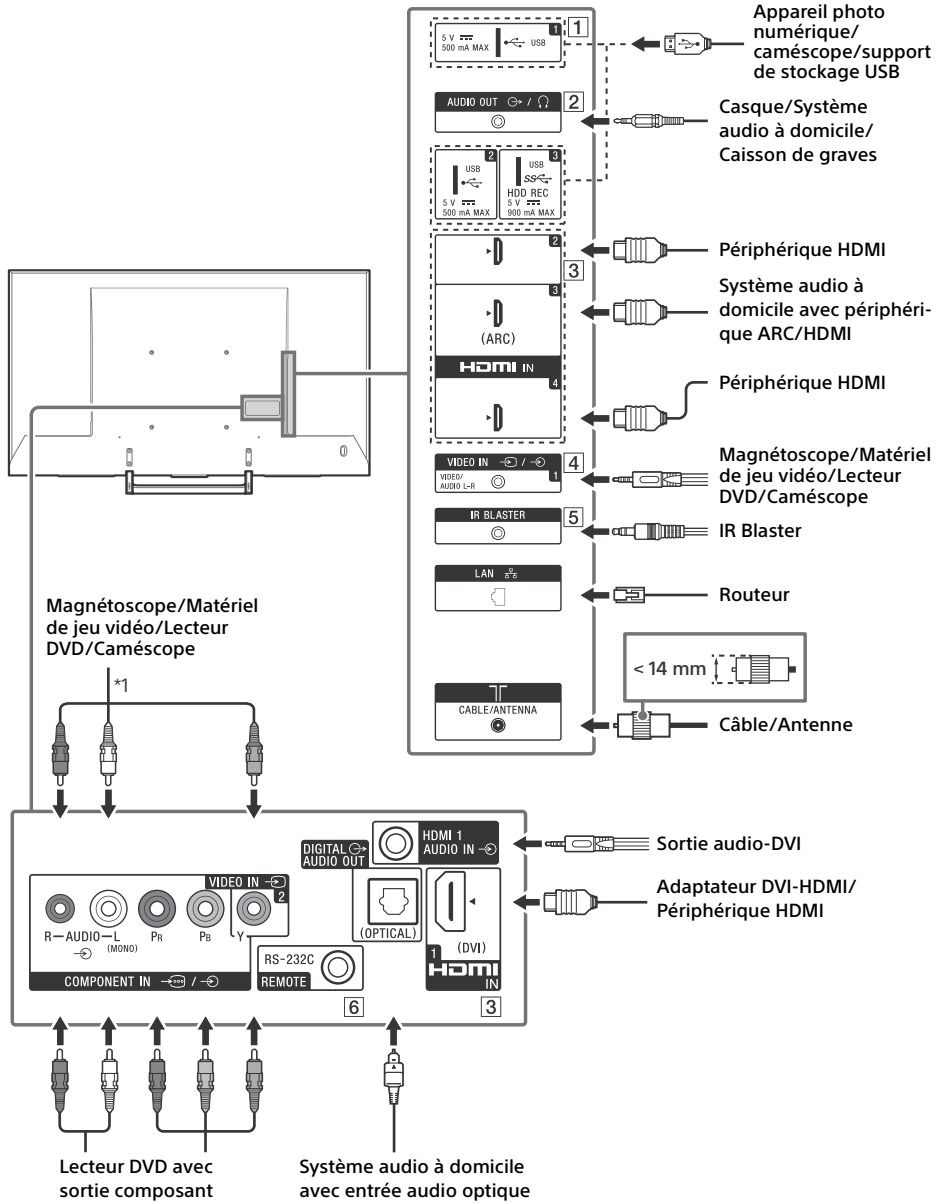 Appareil photo
numérique/
caméscope/support
de stockage USB
5 V
500 mA MAX
USB
1
1
AUDIO OUT / 
2
Casque/Système
audio à domicile/
Caisson de graves
2
USB
5 V
500 mA MAX
3
USB
SS
HDD REC
5 V
900 mA MAX
2
3
Périphérique HDMI
3
(ARC)
Système audio à
domicile avec périphéri-
que ARC/HDMI
HDMI IN
4
Périphérique HDMI
VIDEO IN / 
4
VIDEO/
AUDIO L-R
1
Magnétoscope/Matériel
de jeu vidéo/Lecteur
DVD/Caméscope
IR BLASTER
5
IR Blaster
LAN
Routeur
< 14 mm
CABLE/ANTENNA
Câble/Antenne
Magnétoscope/Matériel
de jeu vidéo/Lecteur
DVD/Caméscope
*1
HDMI 1
AUDIO IN
Sortie audio-DVI
DIGITAL
AUDIO OUT
(OPTICAL)
VIDEO IN
2
R–AUDIO–L
(MONO)
PR
PB
Y
COMPONENT IN / 
RS-232C
REMOTE
6
(DVI)
1
HDMI
IN
3
Adaptateur DVI-HDMI/
Périphérique HDMI
Lecteur DVD avec
sortie composant
Système audio à domicile
avec entrée audio optique